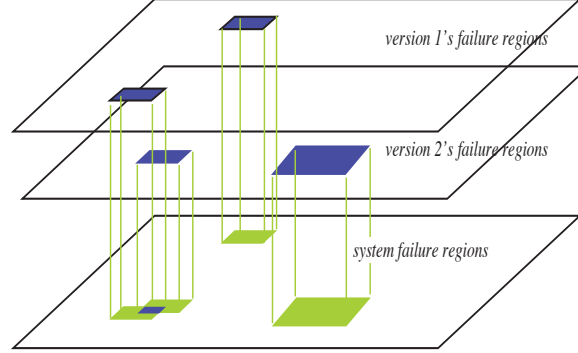 version 1's failure regions
version 2's failure regions
system failure regions